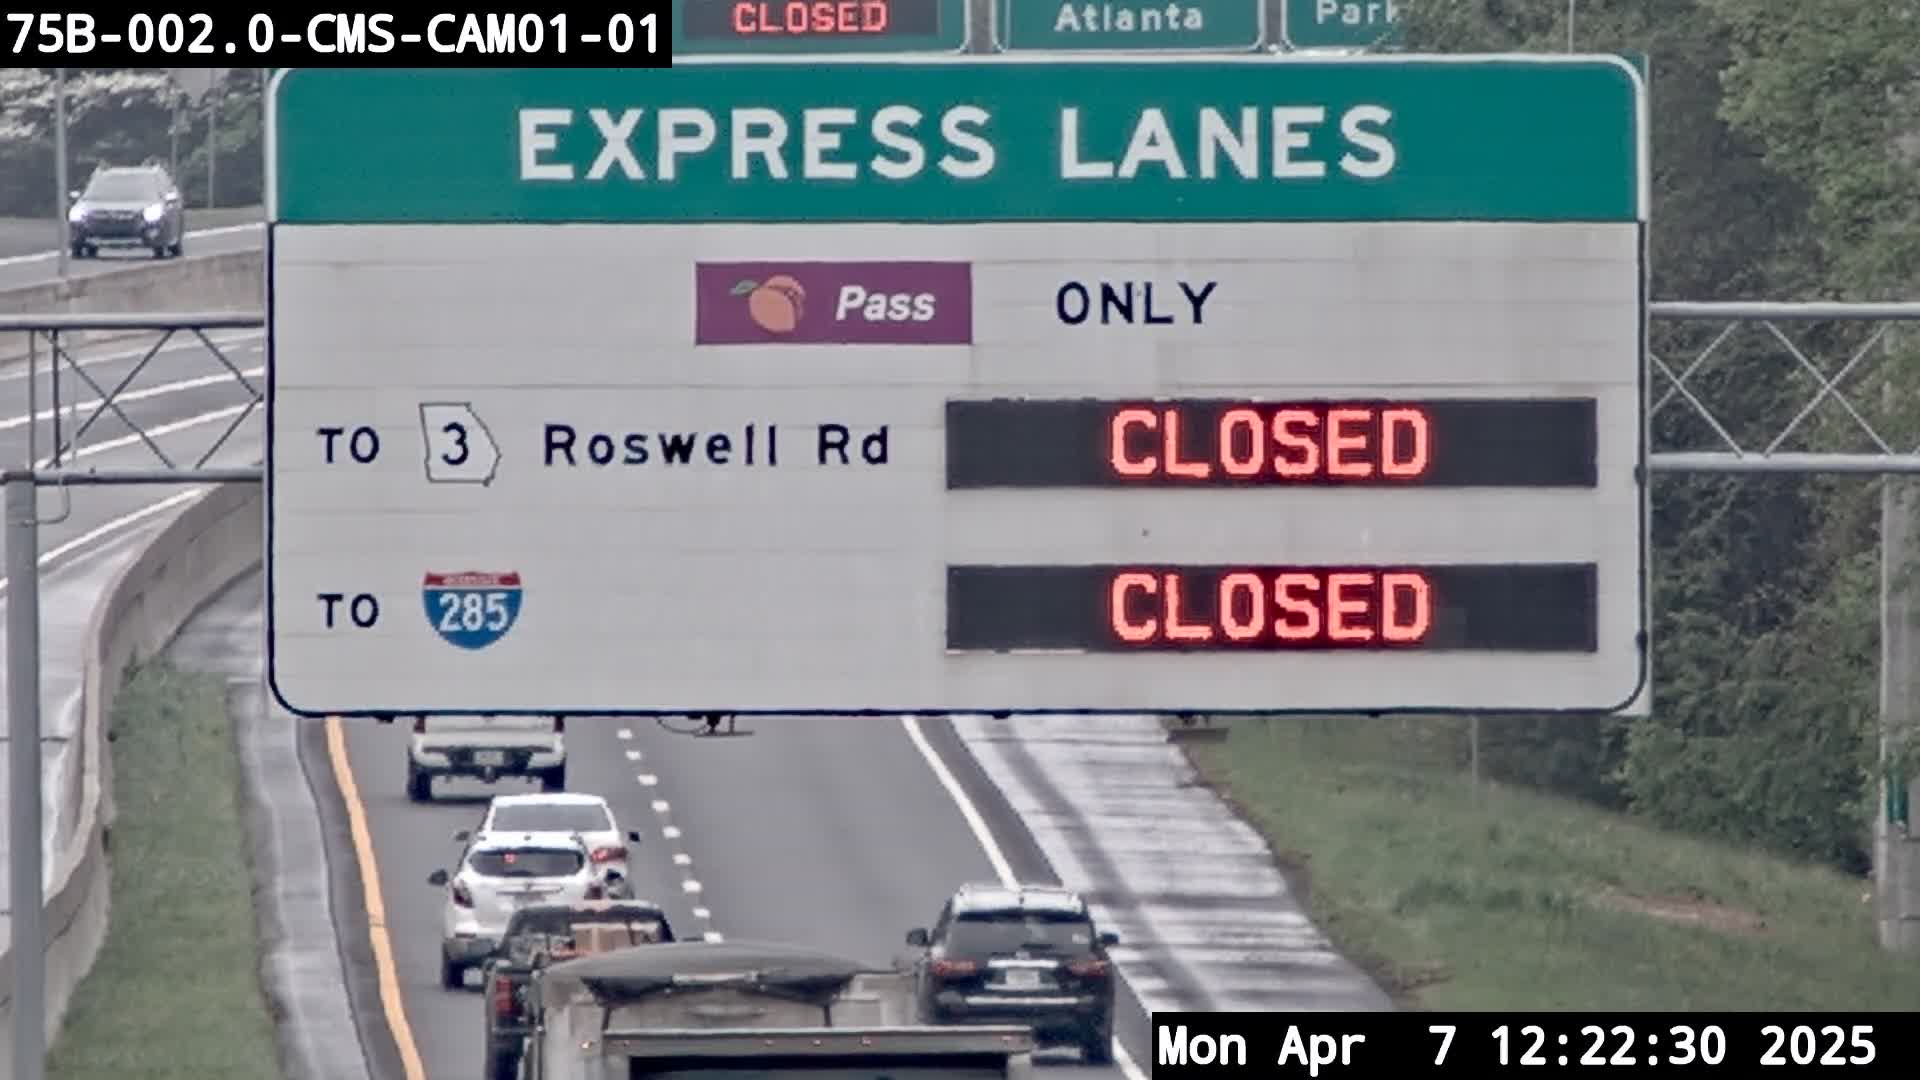 75B-002.0-CMS-CAM01-01
CLOSED
Atlanta
Park
EXPRESS LANES
Pass ONLY
TO 3 Roswell Rd CLOSED
TO 285 CLOSED
Mon Apr 7 12:22:30 2025